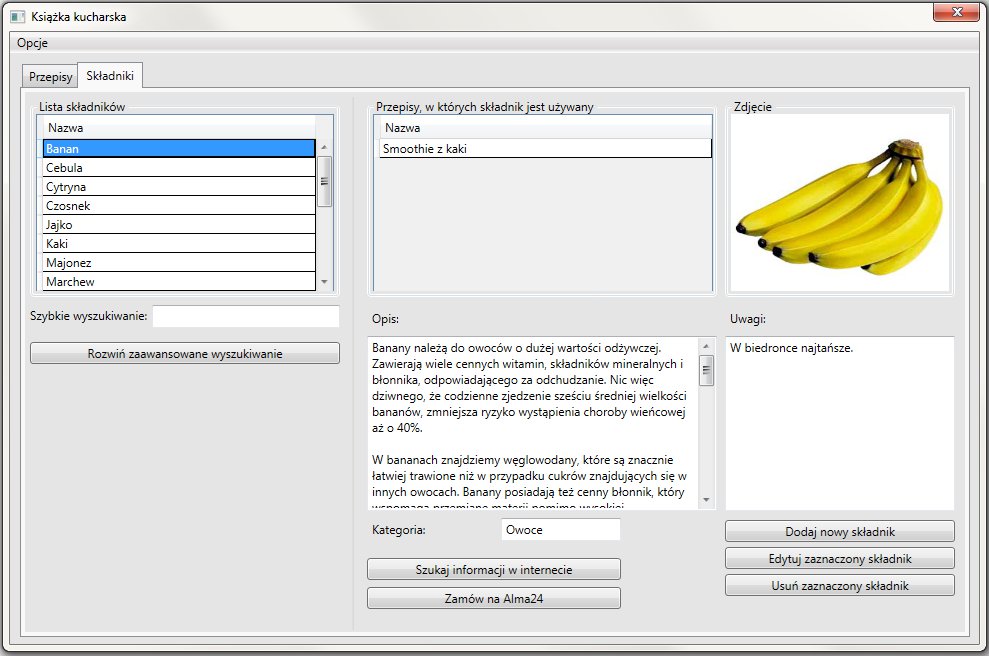 Książka kucharska
Opcje
Przepisy
Składniki
Lista składników
Nazwa
Banan
Cebula
Cytryna
Czosnek
Jajko
Kaki
Majonez
Marchew
Szybkie wyszukiwanie:
Rozwiń zaawansowane wyszukiwanie
Przepisy, w których składnik jest używany
Nazwa
Smoothie z kaki
Zdjęcie
Opis:
Banany należą do owoców o dużej wartości odżywczej.
Zawierają wiele cennych witamin, składników mineralnych i
błonnika, odpowiadającego za odchudzanie. Nic więc
dziwnego, że codzienne zjedzenie sześciu średniej wielkości
bananów, zmniejsza ryzyko wystąpienia choroby wieńcowej
aż o 40%.
W bananach znajdziemy węglowodany, które są znacznie
łatwiej trawione niż w przypadku cukrów znajdujących się w
innych owocach. Banany posiadają też cenny błonnik, który
wspomaga przemianę materii pomimo wysokiej
Uwagi:
W biedronce najtańsze.
Kategoria:
Owoce
Szukaj informacji w internecie
Zamów na Alma24
Dodaj nowy składnik
Edytuj zaznaczony składnik
Usuń zaznaczony składnik